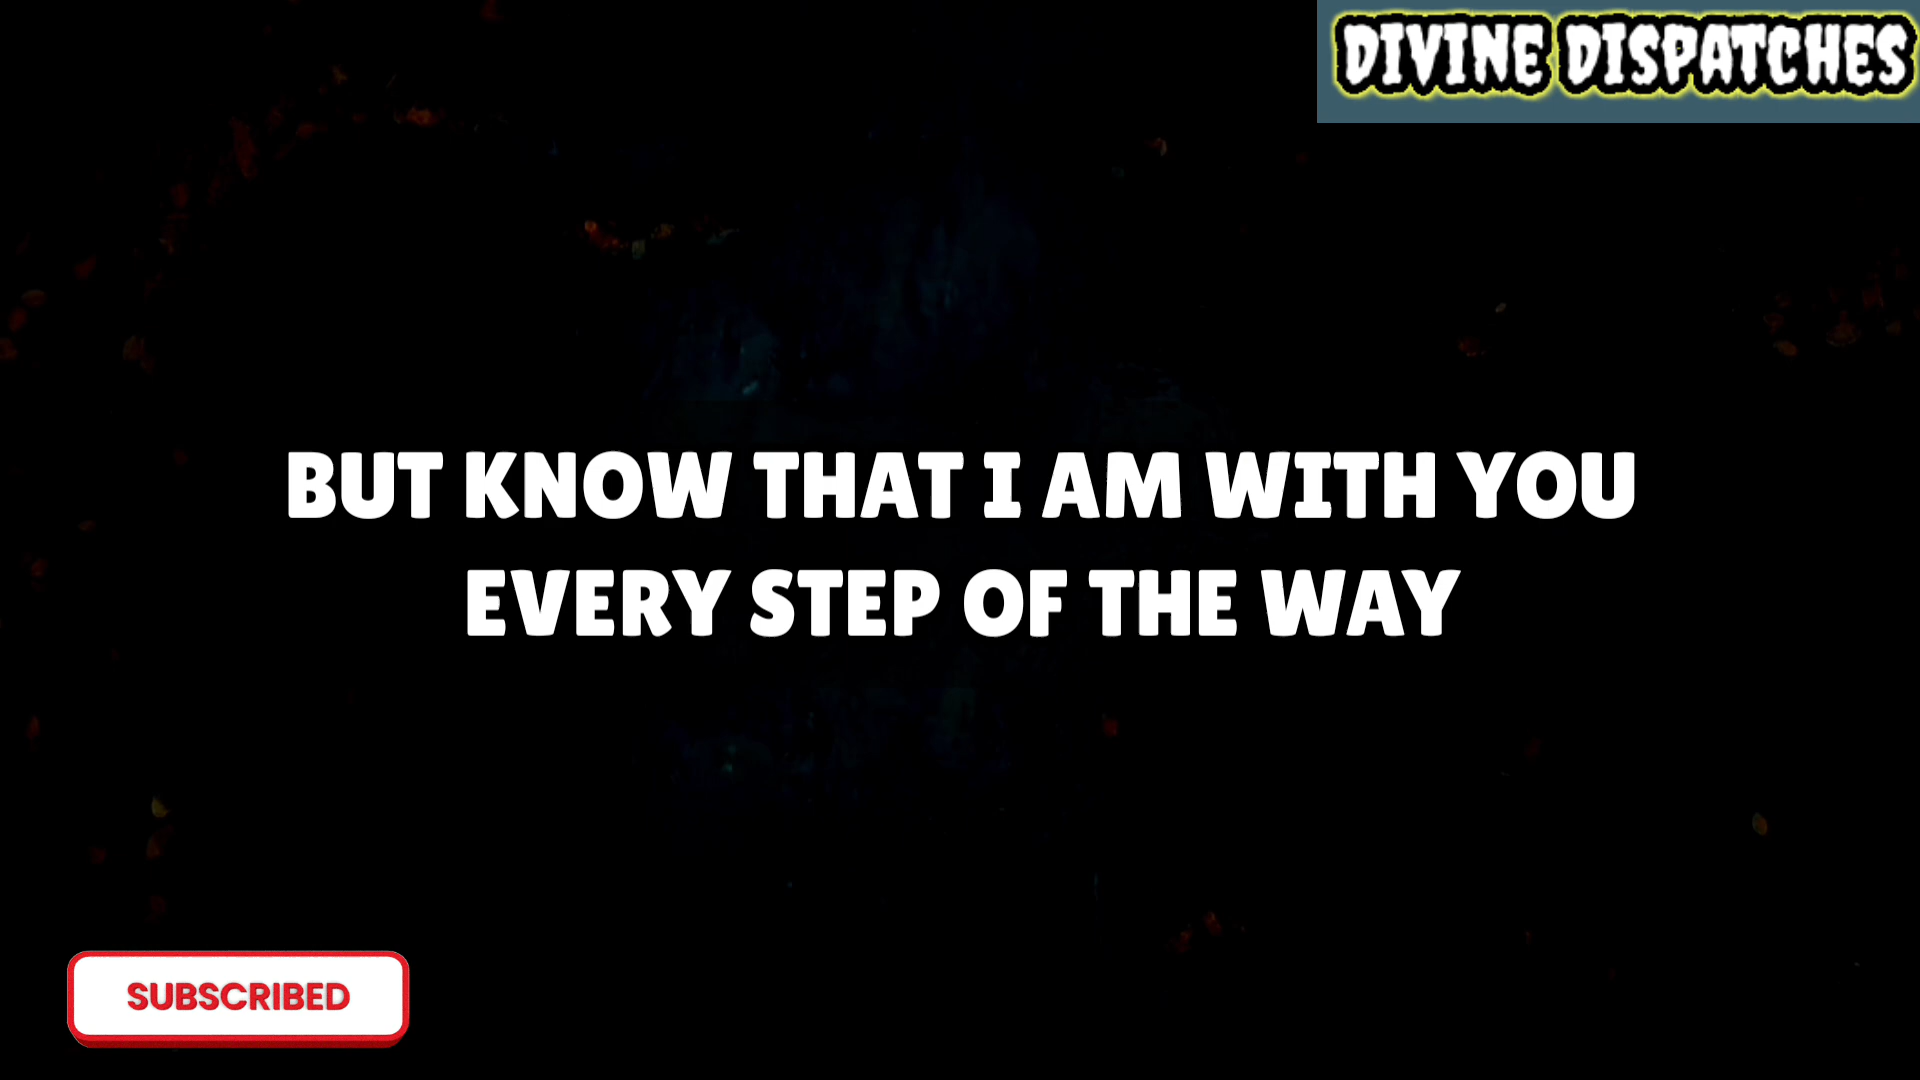 DIVINE DISPATCHES
BUT KNOW THAT I AM WITH YOU
EVERY STEP OF THE WAY
SUBSCRIBED